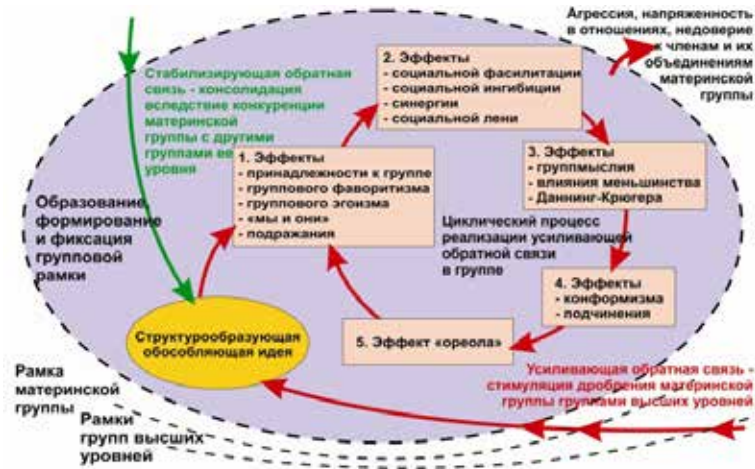 Агрессия, напряженность
в отношениях, недоверие
к членам и их
объединениям
материнской
группы
Стабилизирующая обратная
связь - консолидация
вследствие конкуренции
материнской
группы с другими
группами ее
уровня
2. Эффекты
- социальной фасилитации
- социальной ингибиции
- синергии
- социальной лени
1. Эффекты
- принадлежности к группе
- группового фаворитизма
- группового эгоизма
- «мы и они»
- подражания
3. Эффекты
- группмыслия
- влияния меньшинства
- Даннинг-Крюгера
Образование,
формирование
и фиксация
групповой
рамки
Циклический процесс
реализации усиливающей
обратной связи
в группе
4. Эффекты
- конформизма
- подчинения
5. Эффект «ореола»
Структурообразующая
обособляющая идея
Усиливающая обратная связь -
стимуляция дробления материнской
группы группами высших уровней
Рамка
материнской
группы
Рамки
групп высших
уровней